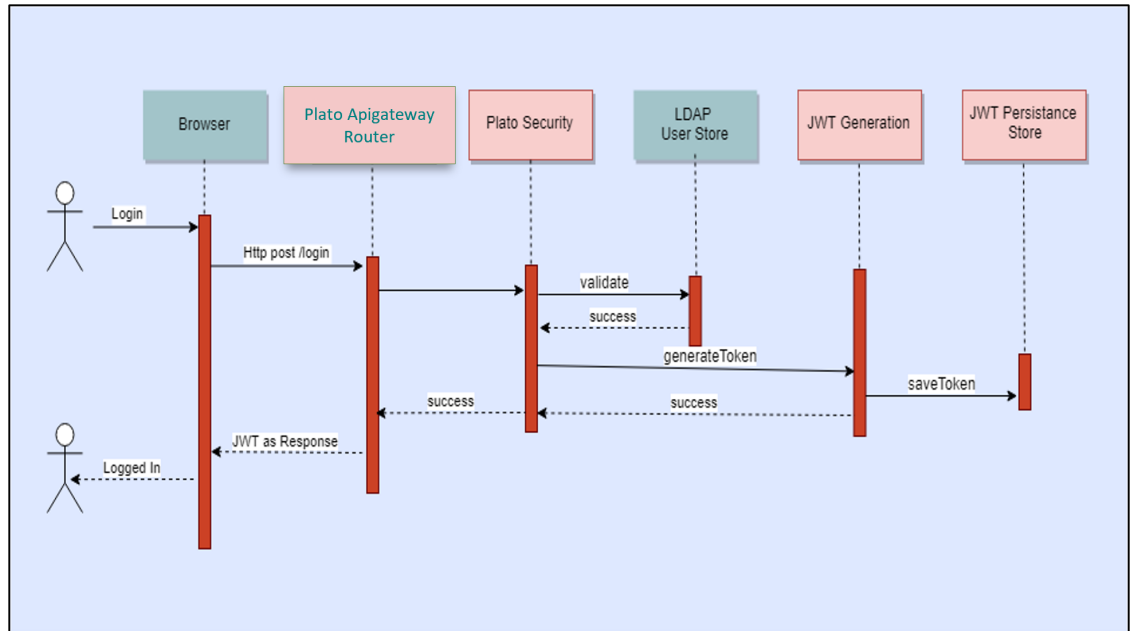 Browser
Plato Apigateway
Router
Plato Security
LDAP
User Store
JWT Generation
JWT Persistance
Store
Login
Http post /login
validate
success
generateToken
saveToken
success
success
JWT as Response
Logged In